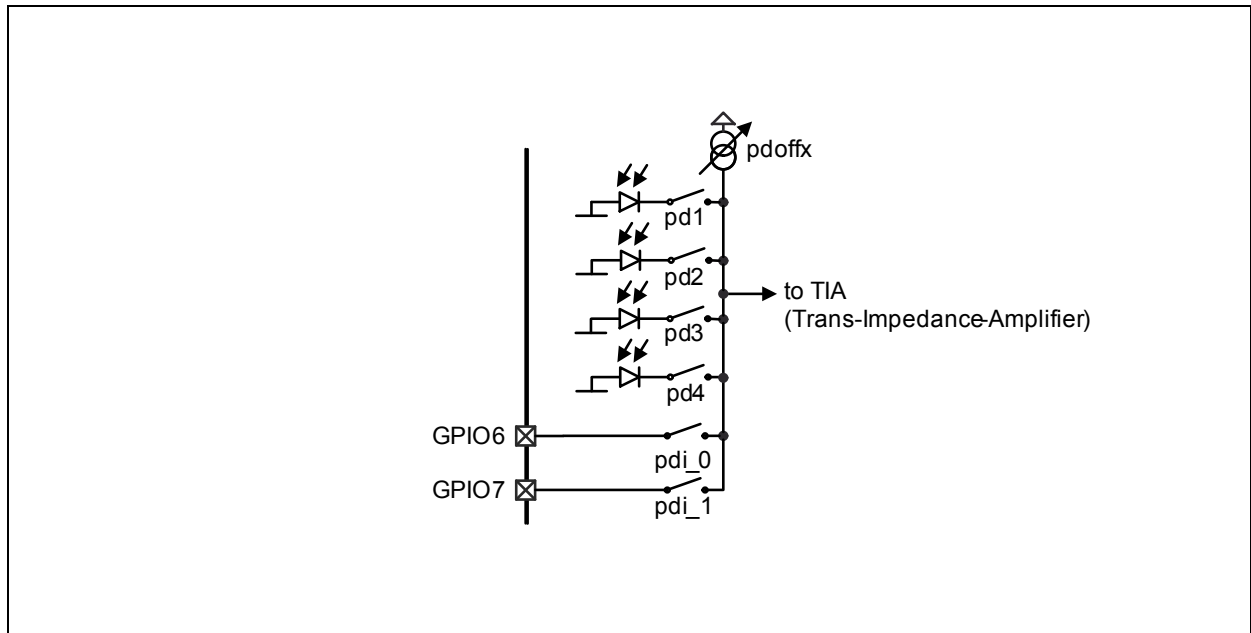 pdoffx
pd1
pd2
to TIA
(Trans-Impedance-Amplifier)
pd3
pd4
GPIO6
pdi_0
GPIO7
pdi_1